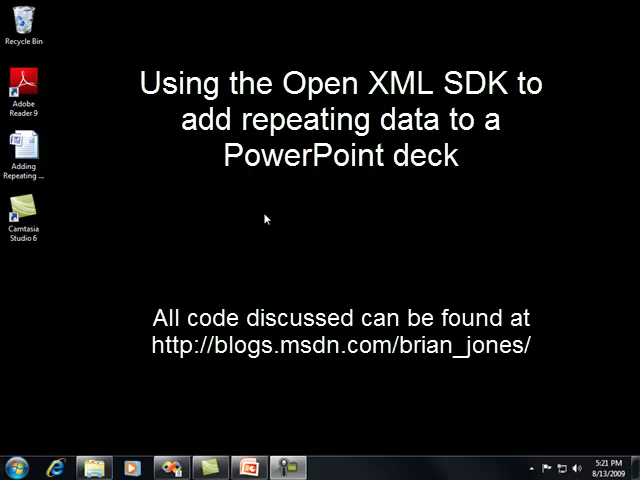 Recycle Bin
Adobe
Reader 9
Adding
Repeating ...
Camtasia
Studio 6
Using the Open XML SDK to
add repeating data to a
PowerPoint deck
All code discussed can be found at
http://blogs.msdn.com/brian_jones/
5:21 PM
8/13/2009